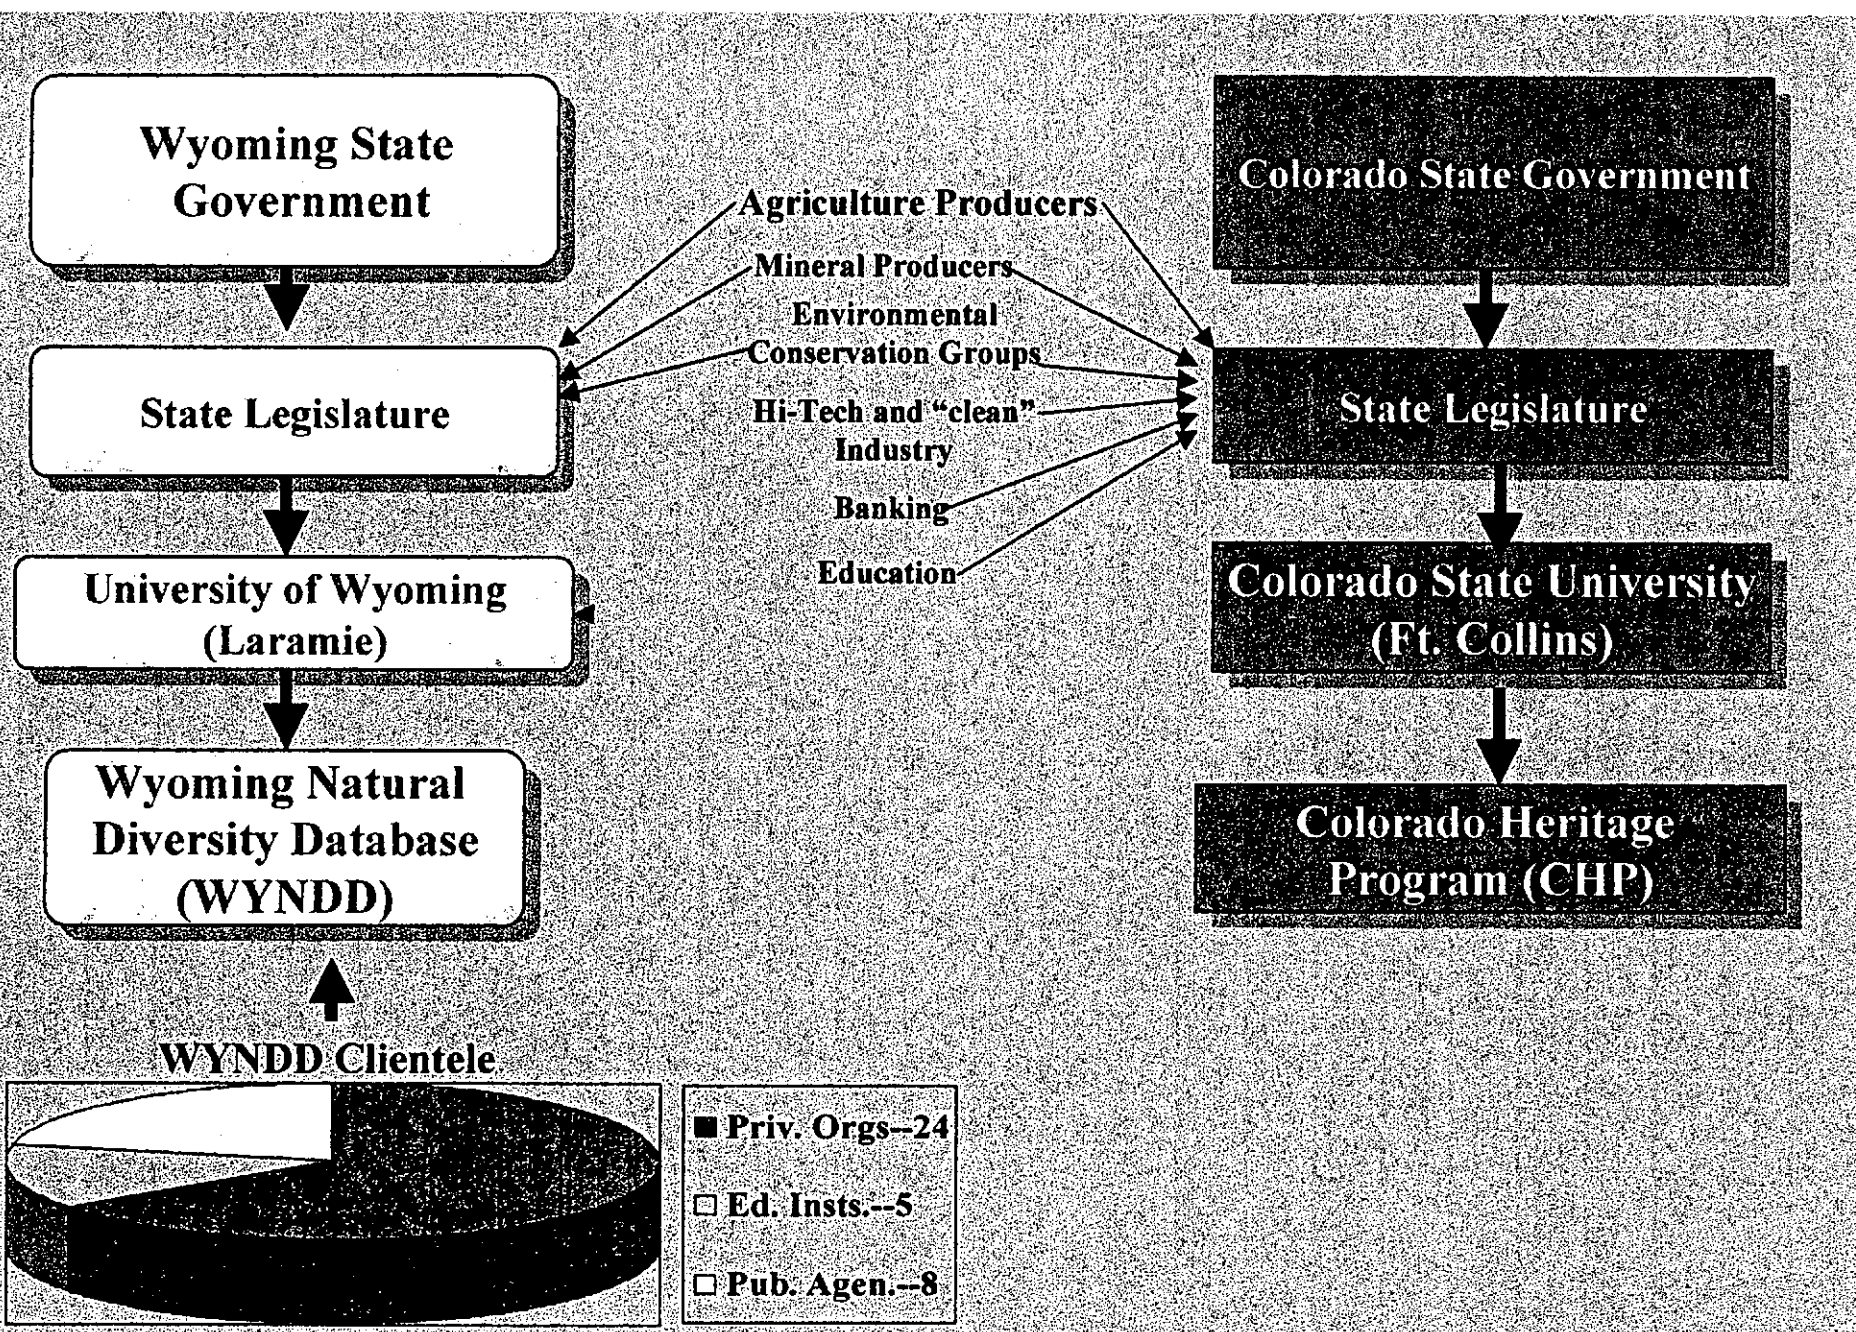 Wyoming State
Government
State Legislature
University of Wyoming
(Laramie)
Wyoming Natural
Diversity Database
(WYNDD)
WYNDD Clientele
Priv. Orgs--24
Ed. Insts.--5
Pub. Agen.--8
Agriculture Producers
Mineral Producers
Environmental
Conservation Groups
Hi-Tech and “clean”
Industry
Banking
Education
Colorado State Government
State Legislature
Colorado State University
(Ft. Collins)
Colorado Heritage
Program (CHP)